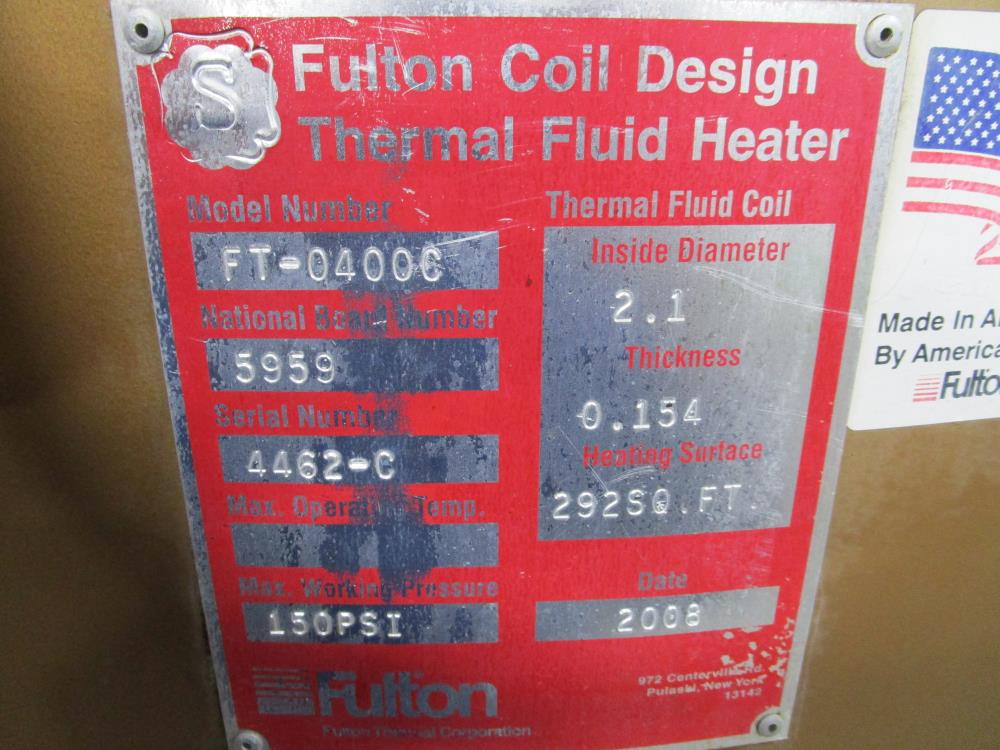 S
Fulton Coil Design
Thermal Fluid Heater
Model Number
FT-0400C
National Board Number
5959
Serial Number
4462-C
Max. Operating Temp.
Max. Working Pressure
150PSI
Thermal Fluid Coil
Inside Diameter
2.1
Thickness
0.154
Heating Surface
292SQ.FT.
Date
2008
Fulton
Fulton Thermal Corporation
972 Centerville Rd.
Pulaski, New York
13142
Made In
By America
Fulto